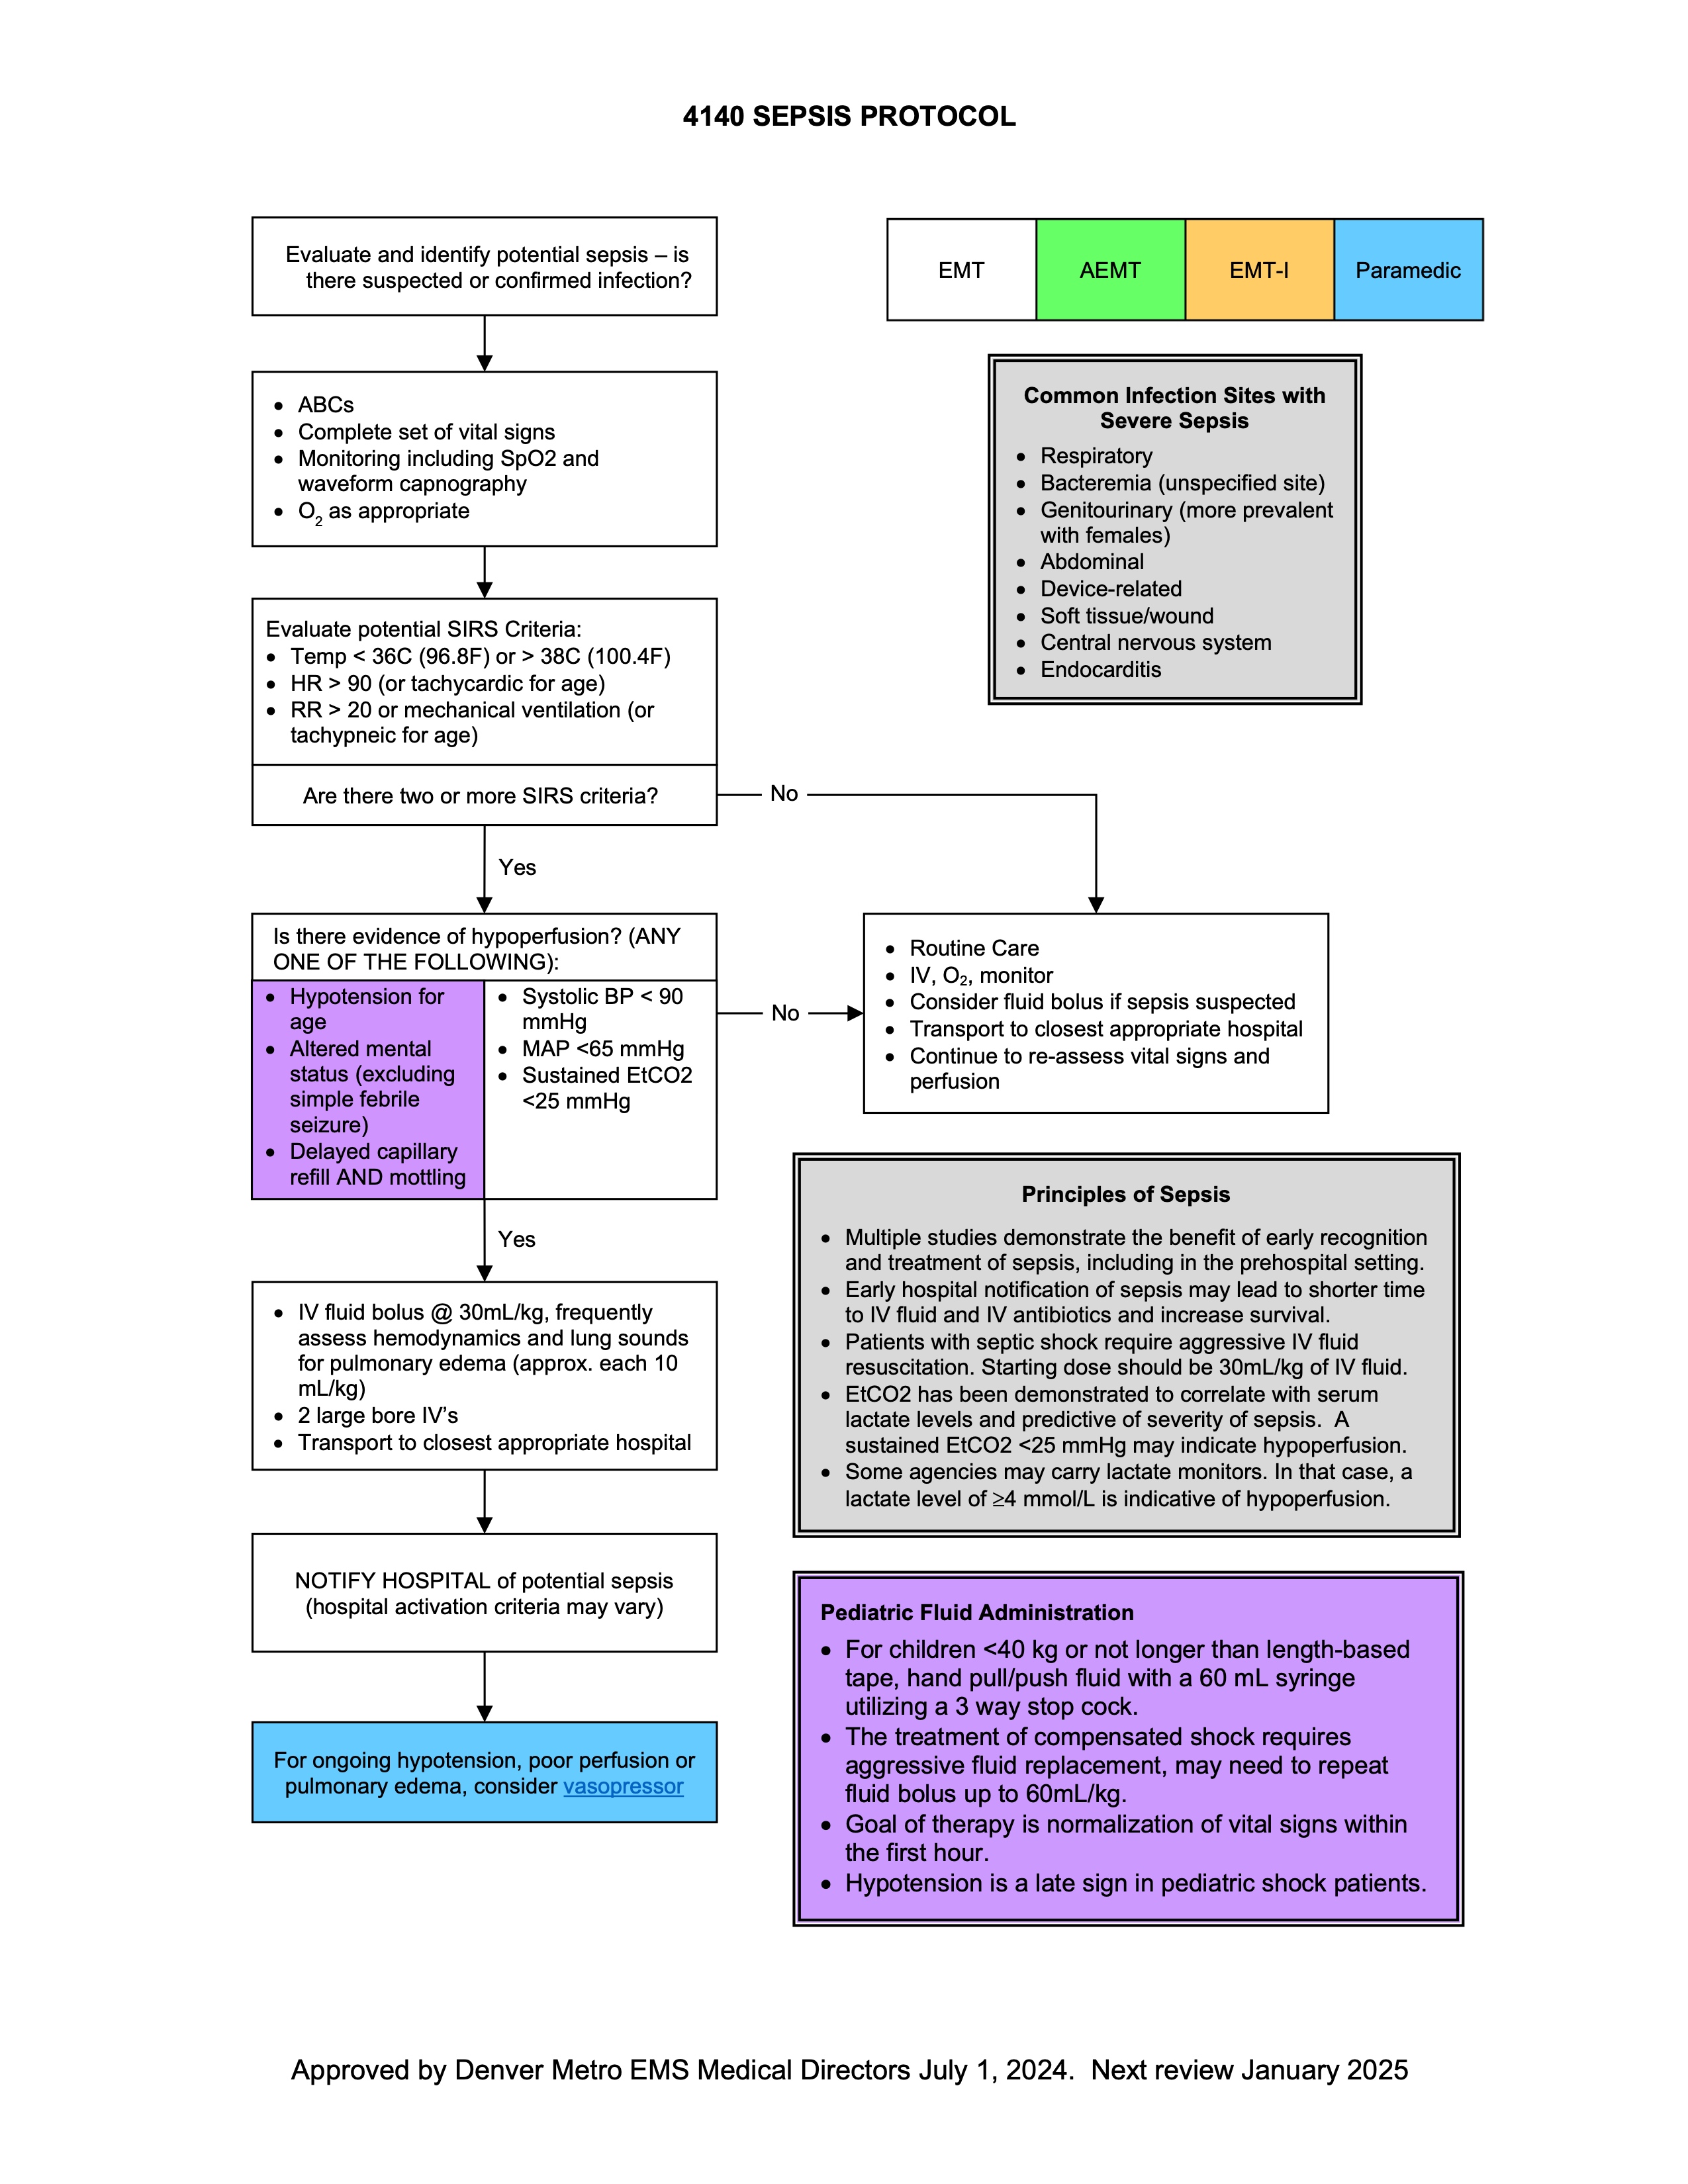 4140 SEPSIS PROTOCOL
Evaluate and identify potential sepsis – is
there suspected or confirmed infection?
EMT
AEMT
EMT-I
Paramedic
• ABCs
• Complete set of vital signs
• Monitoring including SpO2 and
waveform capnography
• O2 as appropriate
Common Infection Sites with
Severe Sepsis
• Respiratory
• Bacteremia (unspecified site)
• Genitourinary (more prevalent
with females)
• Abdominal
• Device-related
• Soft tissue/wound
• Central nervous system
• Endocarditis
Evaluate potential SIRS Criteria:
• Temp < 36C (96.8F) or > 38C (100.4F)
• HR > 90 (or tachycardic for age)
• RR > 20 or mechanical ventilation (or
tachypneic for age)
Are there two or more SIRS criteria?
No
Yes
Is there evidence of hypoperfusion? (ANY
ONE OF THE FOLLOWING):
• Hypotension for
age
• Altered mental
status (excluding
simple febrile
seizure)
• Delayed capillary
refill AND mottling
• Systolic BP < 90
mmHg
• MAP <65 mmHg
• Sustained EtCO2
<25 mmHg
No
• Routine Care
• IV, O2, monitor
• Consider fluid bolus if sepsis suspected
• Transport to closest appropriate hospital
• Continue to re-assess vital signs and
perfusion
Yes
• IV fluid bolus @ 30mL/kg, frequently
assess hemodynamics and lung sounds
for pulmonary edema (approx. each 10
mL/kg)
• 2 large bore IV’s
• Transport to closest appropriate hospital
Principles of Sepsis
• Multiple studies demonstrate the benefit of early recognition
and treatment of sepsis, including in the prehospital setting.
• Early hospital notification of sepsis may lead to shorter time
to IV fluid and IV antibiotics and increase survival.
• Patients with septic shock require aggressive IV fluid
resuscitation. Starting dose should be 30mL/kg of IV fluid.
• EtCO2 has been demonstrated to correlate with serum
lactate levels and predictive of severity of sepsis.  A
sustained EtCO2 <25 mmHg may indicate hypoperfusion.
• Some agencies may carry lactate monitors. In that case, a
lactate level of ≥4 mmol/L is indicative of hypoperfusion.
NOTIFY HOSPITAL of potential sepsis
(hospital activation criteria may vary)
For ongoing hypotension, poor perfusion or
pulmonary edema, consider vasopressor
Pediatric Fluid Administration
• For children <40 kg or not longer than length-based
tape, hand pull/push fluid with a 60 mL syringe
utilizing a 3 way stop cock.
• The treatment of compensated shock requires
aggressive fluid replacement, may need to repeat
fluid bolus up to 60mL/kg.
• Goal of therapy is normalization of vital signs within
the first hour.
• Hypotension is a late sign in pediatric shock patients.
Approved by Denver Metro EMS Medical Directors July 1, 2024.  Next review January 2025